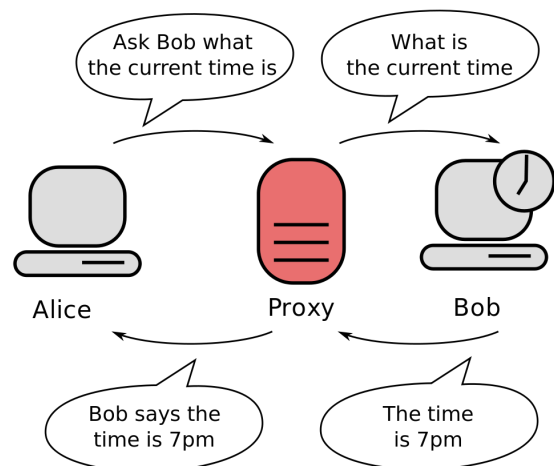 Ask Bob what
the current time is
What is
the current time
Alice
Proxy
Bob
Bob says the
time is 7pm
The time
is 7pm